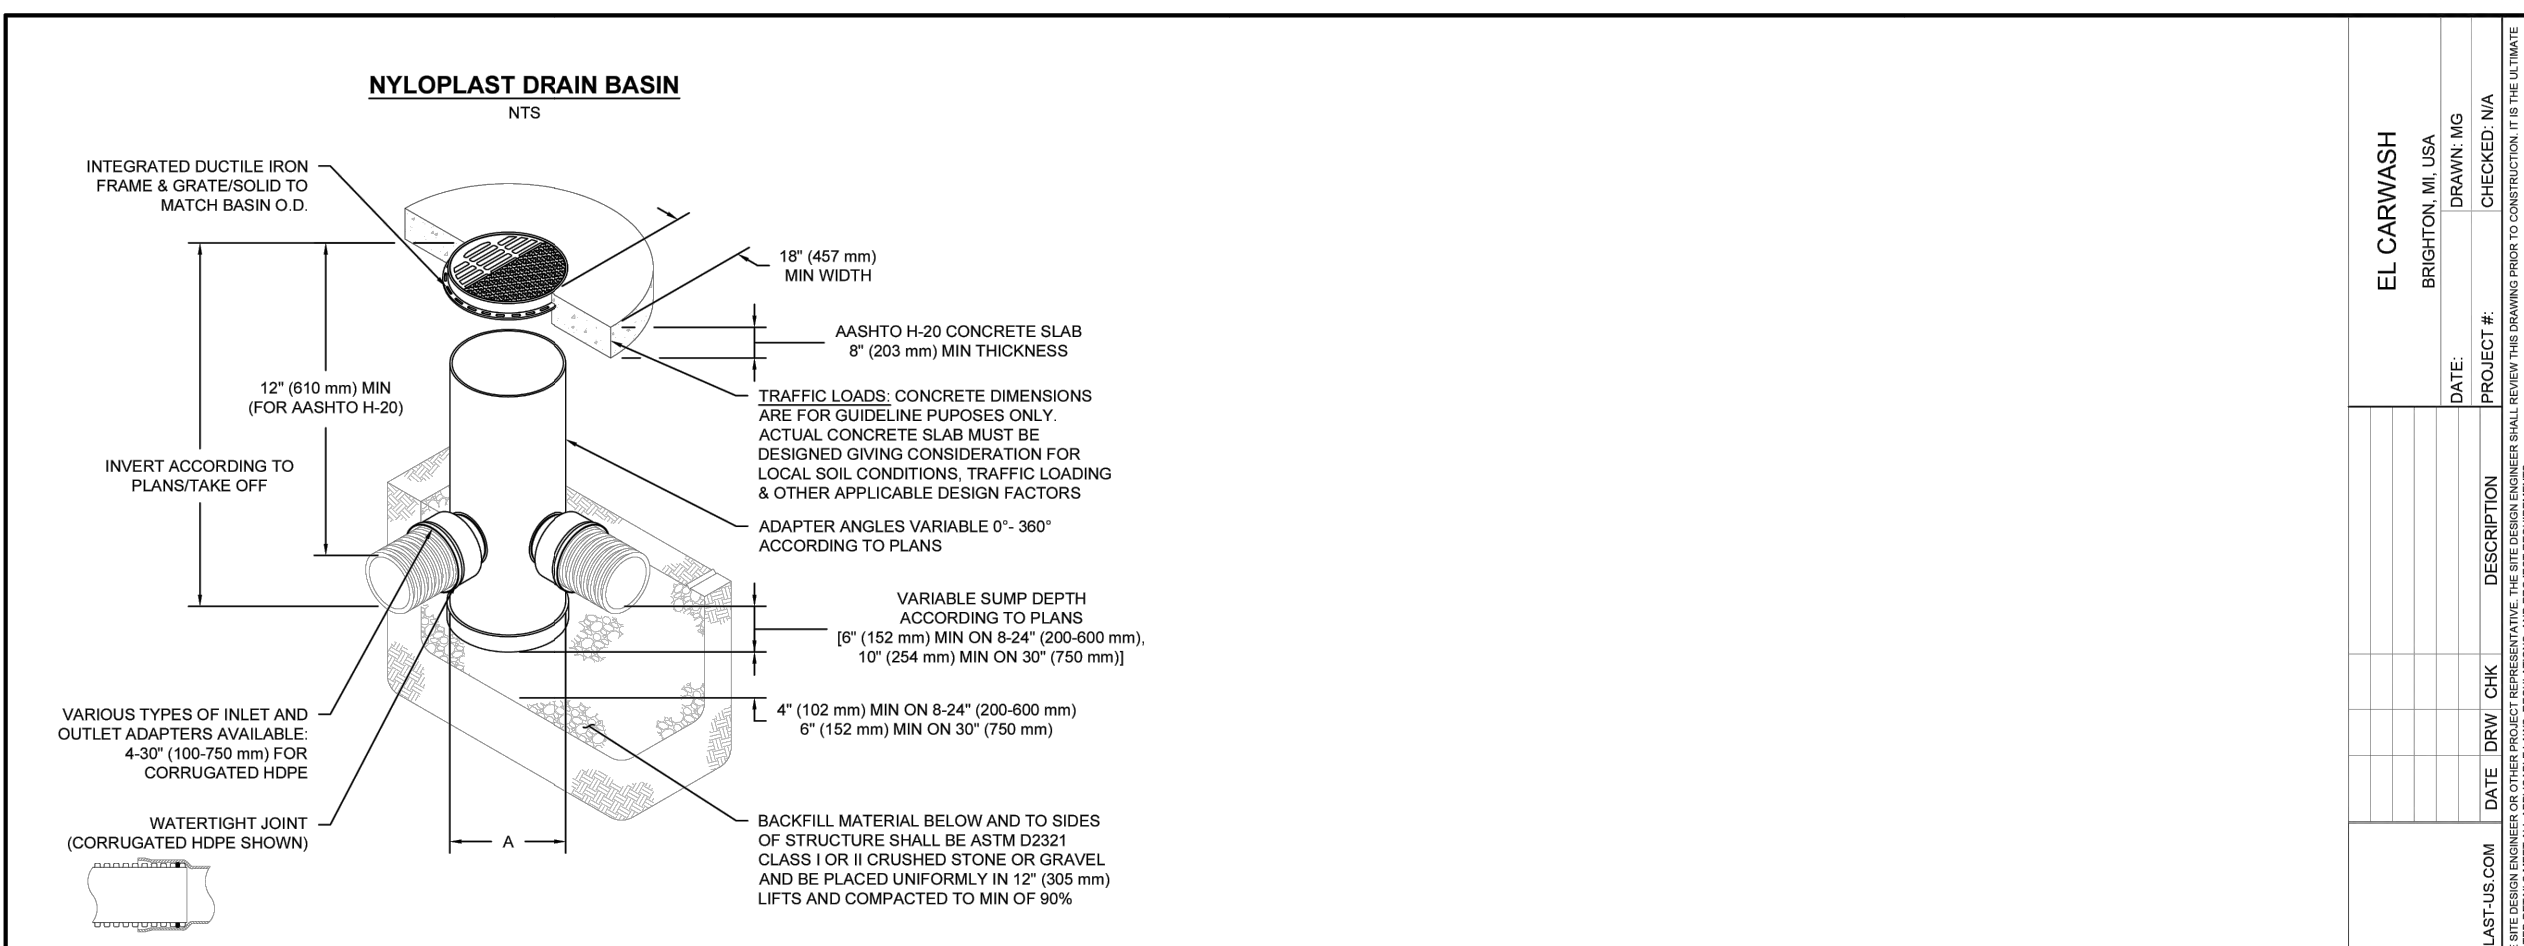 NYLOPLAST DRAIN BASIN
NTS
INTEGRATED DUCTILE IRON
FRAME & GRATE/SOLID TO
MATCH BASIN O.D.
18" (457 mm)
MIN WIDTH
AASHTO H-20 CONCRETE SLAB
8" (203 mm) MIN THICKNESS
12" (610 mm) MIN
(FOR AASHTO H-20)
TRAFFIC LOADS: CONCRETE DIMENSIONS
ARE FOR GUIDELINE PUPOSES ONLY.
ACTUAL CONCRETE SLAB MUST BE
DESIGNED GIVING CONSIDERATION FOR
LOCAL SOIL CONDITIONS, TRAFFIC LOADING
& OTHER APPLICABLE DESIGN FACTORS
INVERT ACCORDING TO
PLANS/TAKE OFF
ADAPTER ANGLES VARIABLE 0°- 360°
ACCORDING TO PLANS
VARIABLE SUMP DEPTH
ACCORDING TO PLANS
[6" (152 mm) MIN ON 8-24" (200-600 mm),
10" (254 mm) MIN ON 30" (750 mm)]
4" (102 mm) MIN ON 8-24" (200-600 mm)
6" (152 mm) MIN ON 30" (750 mm)
VARIOUS TYPES OF INLET AND
OUTLET ADAPTERS AVAILABLE:
4-30" (100-750 mm) FOR
CORRUGATED HDPE
WATERTIGHT JOINT
(CORRUGATED HDPE SHOWN)
A
BACKFILL MATERIAL BELOW AND TO SIDES
OF STRUCTURE SHALL BE ASTM D2321
CLASS I OR II CRUSHED STONE OR GRAVEL
AND BE PLACED UNIFORMLY IN 12" (305 mm)
LIFTS AND COMPACTED TO MIN OF 90%
EL CARWASH
BRIGHTON, MI, USA
DATE:
DRAWN: MG
PROJECT #:
CHECKED: N/A
DATE
DRW
CHK
DESCRIPTION
LAST-US.COM
SITE DESIGN ENGINEER OR OTHER PROJECT REPRESENTATIVE. THE SITE DESIGN ENGINEER SHALL REVIEW THIS DRAWING PRIOR TO CONSTRUCTION. IT IS THE ULTIMATE